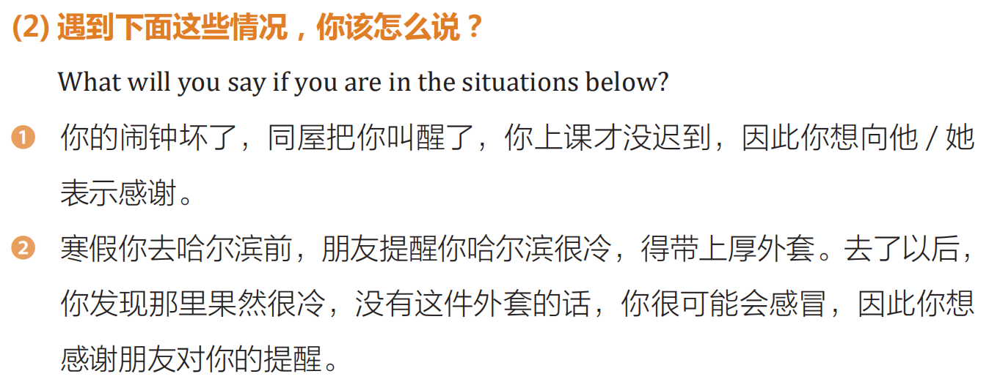 (2) 遇到下面这些情况，你该怎么说？
What will you say if you are in the situations below?
❶ 你的闹钟坏了，同屋把你叫醒了，你上课才没迟到，因此你想向他 / 她
表示感谢。
❷ 寒假你去哈尔滨前，朋友提醒你哈尔滨很冷，得带上厚外套。去了以后，
你发现那里果然很冷，没有这件外套的话，你很可能会感冒，因此你想
感谢朋友对你的提醒。